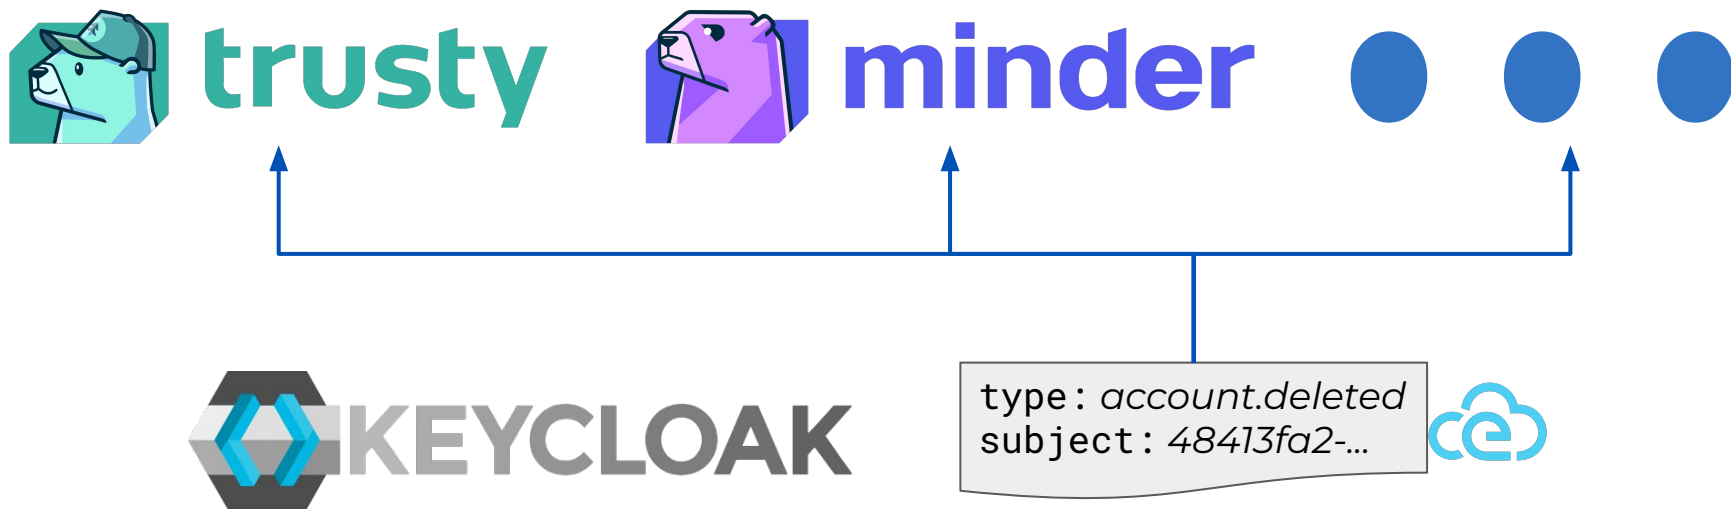 trusty
minder
KEYCLOAK
type: account.deleted
subject: 48413fa2-...